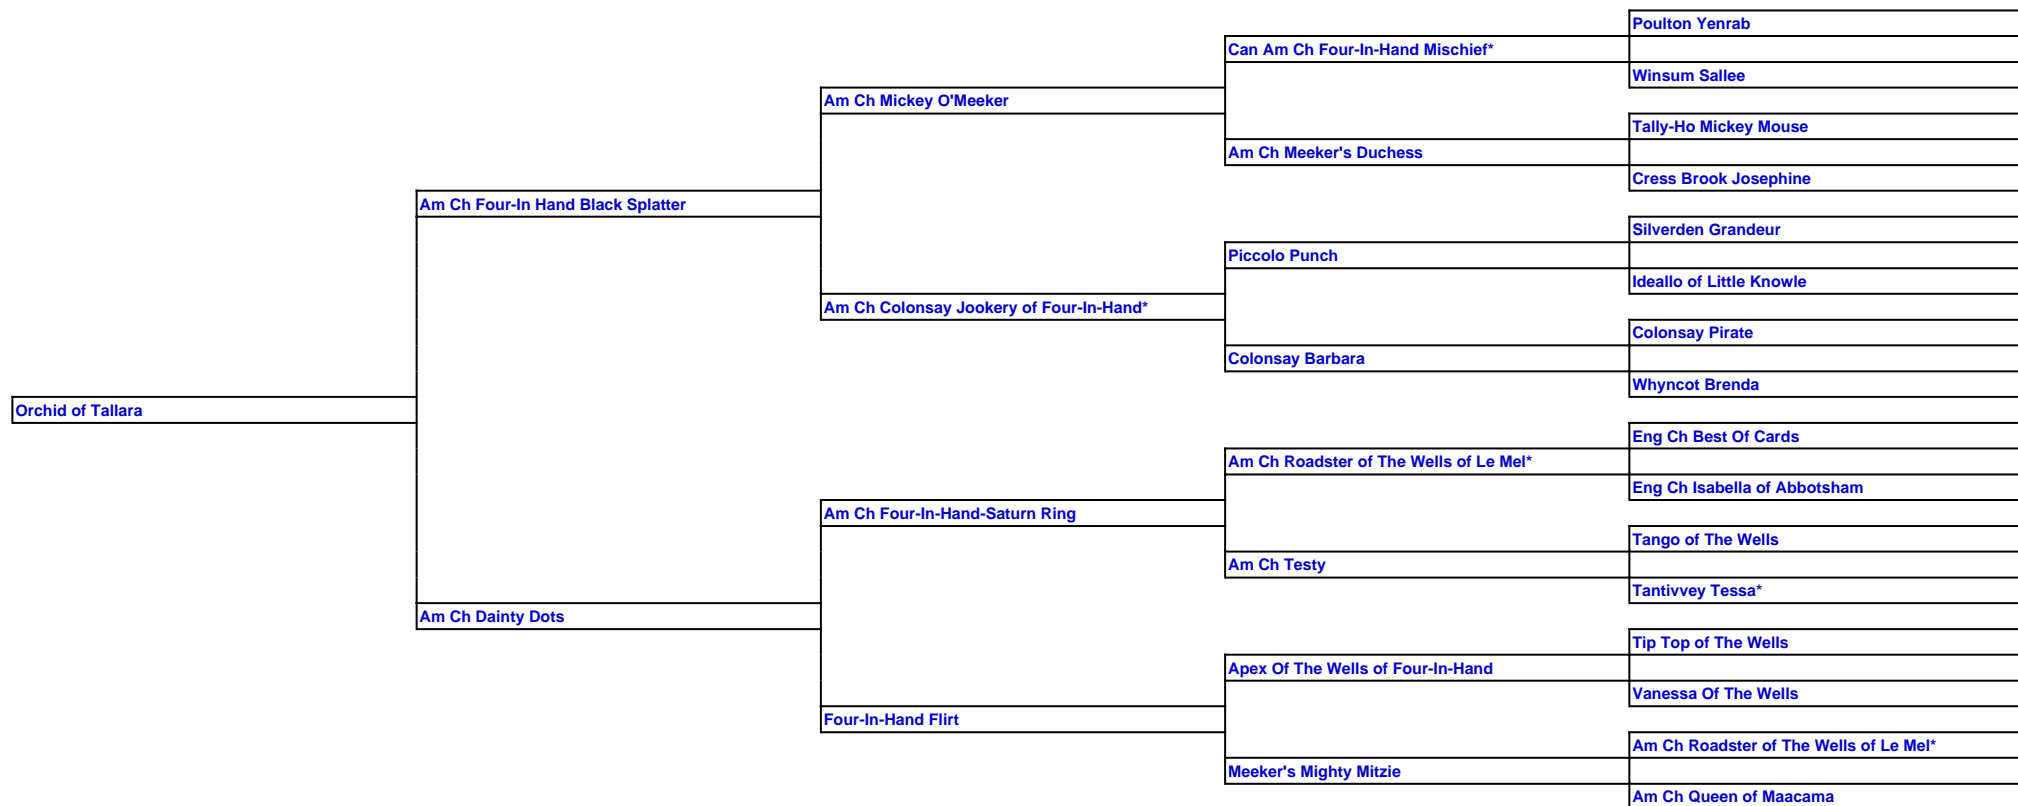 Poulton Yenrab
Can Am Ch Four-In-Hand Mischief*
Winsum Sallee
Am Ch Mickey O'Meeker
Tally-Ho Mickey Mouse
Am Ch Meeker's Duchess
Cress Brook Josephine
Am Ch Four-In Hand Black Splatter
Silverden Grandeur
Piccolo Punch
Ideallo of Little Knowle
Am Ch Colonsay Jookery of Four-In-Hand*
Colonsay Pirate
Colonsay Barbara
Whyncot Brenda
Orchid of Tallara
Eng Ch Best Of Cards
Am Ch Roadster of The Wells of Le Mel*
Eng Ch Isabella of Abbotsham
Am Ch Four-In-Hand-Saturn Ring
Tango of The Wells
Am Ch Testy
Tantivvey Tessa*
Am Ch Dainty Dots
Tip Top of The Wells
Apex Of The Wells of Four-In-Hand
Vanessa Of The Wells
Four-In-Hand Flirt
Am Ch Roadster of The Wells of Le Mel*
Meeker's Mighty Mitzie
Am Ch Queen of Maacama